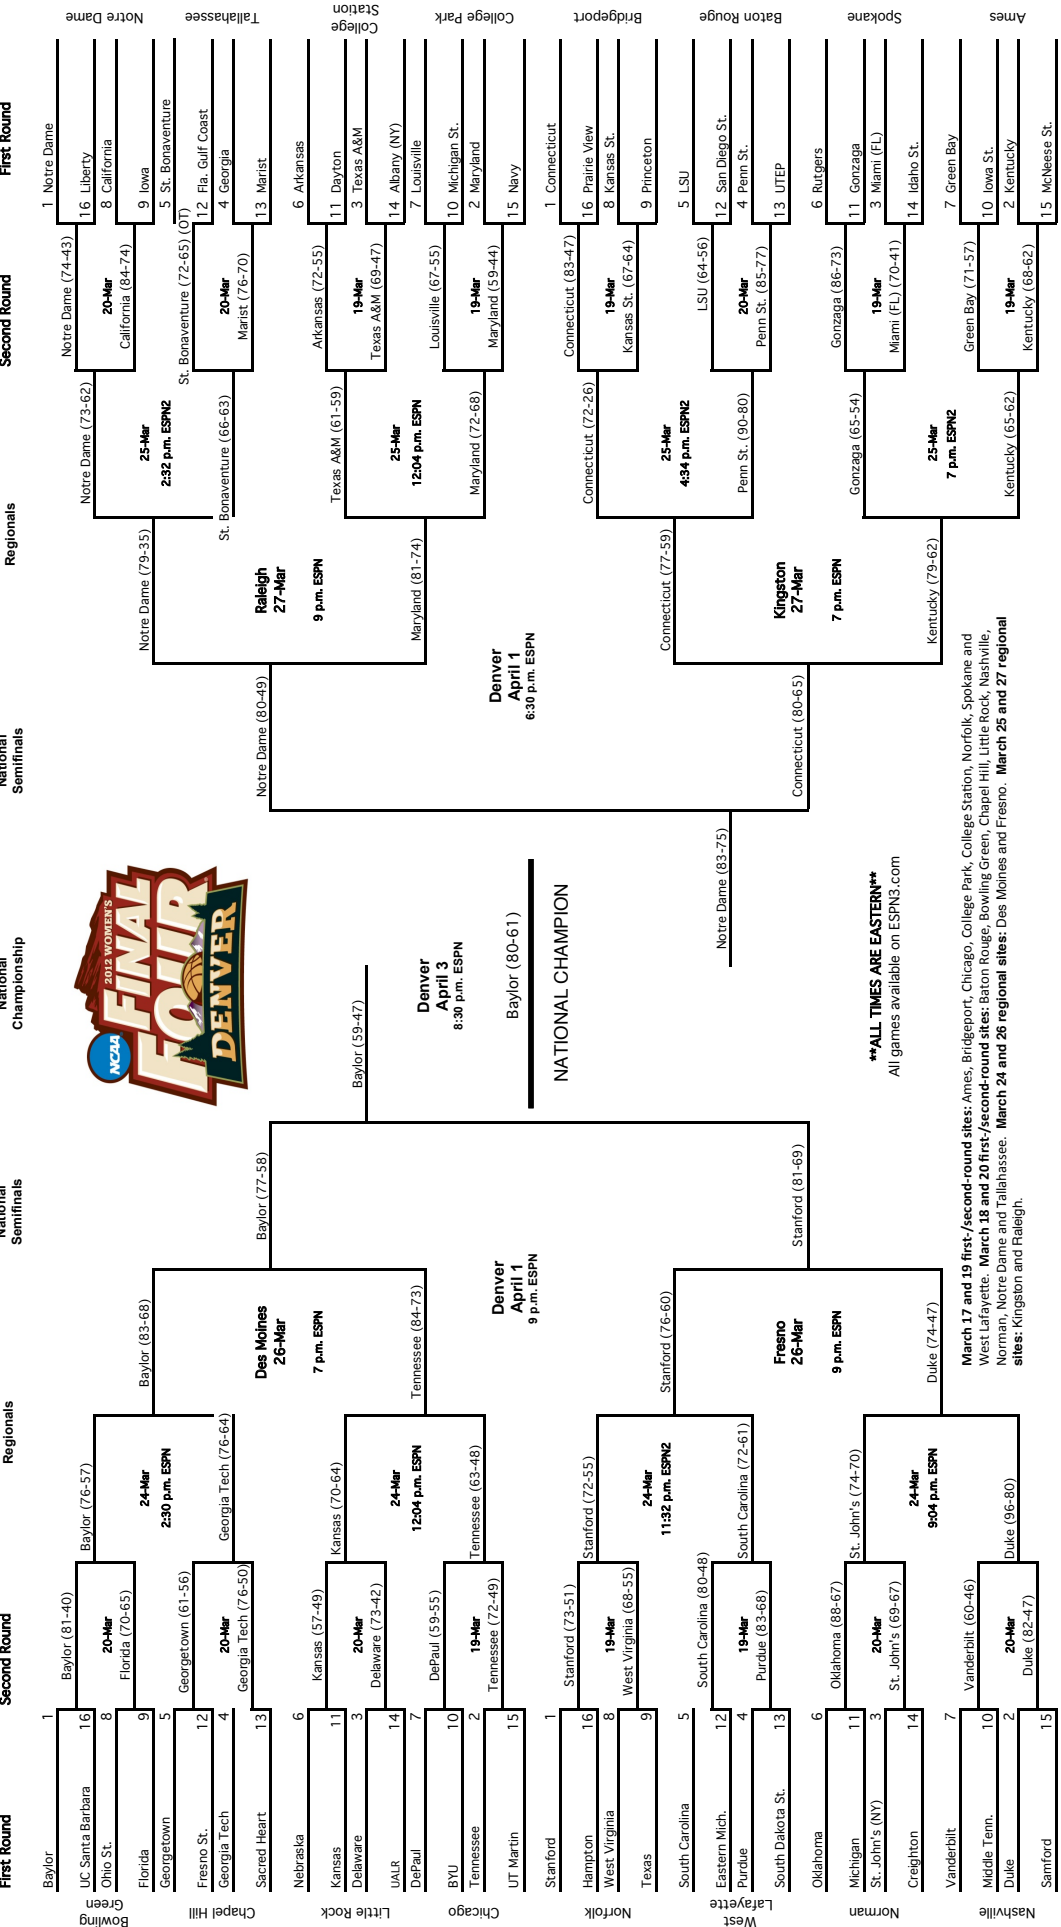 First Round
Second Round
Regionals
National
Semifinals
National
Championship
National
Semifinals
Regionals
Second Round
First Round
Bowling
Green
Baylor
1
UC Santa Barbara
16
Ohio St.
8
Florida
9
Baylor (81-40)
20-Mar
Florida (70-65)
Baylor (76-57)
Chapel Hill
Georgetown
5
Fresno St.
12
Georgia Tech
4
Sacred Heart
13
Georgetown (61-56)
20-Mar
Georgia Tech (76-50)
Georgia Tech (76-64)
24-Mar
2:30 p.m. ESPN
Baylor (83-68)
Little Rock
Nebraska
6
Kansas
11
Delaware
3
UALR
14
Kansas (57-49)
20-Mar
Delaware (73-42)
Kansas (70-64)
Chicago
DePaul
7
BYU
10
Tennessee
2
UT Martin
15
DePaul (59-55)
19-Mar
Tennessee (72-49)
Tennessee (63-48)
24-Mar
12:04 p.m. ESPN
Tennessee (84-73)
Des Moines
26-Mar
7 p.m. ESPN
Baylor (77-58)
Norfolk
Stanford
1
Hampton
16
West Virginia
8
Texas
9
Stanford (73-51)
19-Mar
West Virginia (68-55)
Stanford (72-55)
West
Lafayette
South Carolina
5
Eastern Mich.
12
Purdue
4
South Dakota St.
13
South Carolina (80-48)
19-Mar
Purdue (83-68)
South Carolina (72-61)
24-Mar
11:32 p.m. ESPN2
Stanford (76-60)
Norman
Oklahoma
6
Michigan
11
St. John's (NY)
3
Creighton
14
Oklahoma (88-67)
20-Mar
St. John's (69-67)
St. John's (74-70)
Nashville
Vanderbilt
7
Middle Tenn.
10
Duke
2
Samford
15
Vanderbilt (60-46)
20-Mar
Duke (82-47)
Duke (96-80)
24-Mar
9:04 p.m. ESPN
Duke (74-47)
Fresno
26-Mar
9 p.m. ESPN
Stanford (81-69)
Denver
April 1
9 p.m. ESPN
Baylor (59-47)
NCAA
2012 WOMEN'S
FINAL
FOUR
DENVER
Denver
April 3
8:30 p.m. ESPN
Baylor (80-61)
NATIONAL CHAMPION
Notre Dame (83-75)
**ALL TIMES ARE EASTERN**
All games available on ESPN3.com
Denver
April 1
6:30 p.m. ESPN
Notre Dame (80-49)
Connecticut (80-65)
Notre Dame
1 Notre Dame
16 Liberty
8 California
9 Iowa
Notre Dame (74-43)
20-Mar
California (84-74)
Notre Dame (73-62)
Tallahassee
5 St. Bonaventure
12 Fla. Gulf Coast
4 Georgia
13 Marist
St. Bonaventure (72-65) (OT)
20-Mar
Marist (76-70)
St. Bonaventure (66-63)
25-Mar
2:32 p.m. ESPN2
Notre Dame (79-35)
College
Station
6 Arkansas
11 Dayton
3 Texas A&M
14 Albany (NY)
Arkansas (72-55)
19-Mar
Texas A&M (69-47)
Texas A&M (61-59)
College Park
7 Louisville
10 Michigan St.
2 Maryland
15 Navy
Louisville (67-55)
19-Mar
Maryland (59-44)
Maryland (72-68)
25-Mar
12:04 p.m. ESPN
Maryland (81-74)
Raleigh
27-Mar
9 p.m. ESPN
Bridgeport
1 Connecticut
16 Prairie View
8 Kansas St.
9 Princeton
Connecticut (83-47)
19-Mar
Kansas St. (67-64)
Connecticut (72-26)
Baton Rouge
5 LSU
12 San Diego St.
4 Penn St.
13 UTEP
LSU (64-56)
20-Mar
Penn St. (85-77)
Penn St. (90-80)
25-Mar
4:34 p.m. ESPN2
Connecticut (77-59)
Spokane
6 Rutgers
11 Gonzaga
3 Miami (FL)
14 Idaho St.
Gonzaga (86-73)
19-Mar
Miami (FL) (70-41)
Gonzaga (65-54)
Ames
7 Green Bay
10 Iowa St.
2 Kentucky
15 McNeese St.
Green Bay (71-57)
19-Mar
Kentucky (68-62)
Kentucky (65-62)
25-Mar
7 p.m. ESPN2
Kentucky (79-62)
Kingston
27-Mar
7 p.m. ESPN
March 17 and 19 first-/second-round sites: Ames, Bridgeport, Chicago, College Park, College Station, Norfolk, Spokane and
West Lafayette. March 18 and 20 first-/second-round sites: Baton Rouge, Bowling Green, Chapel Hill, Little Rock, Nashville,
Norman, Notre Dame and Tallahassee. March 24 and 26 regional sites: Des Moines and Fresno. March 25 and 27 regional
sites: Kingston and Raleigh.